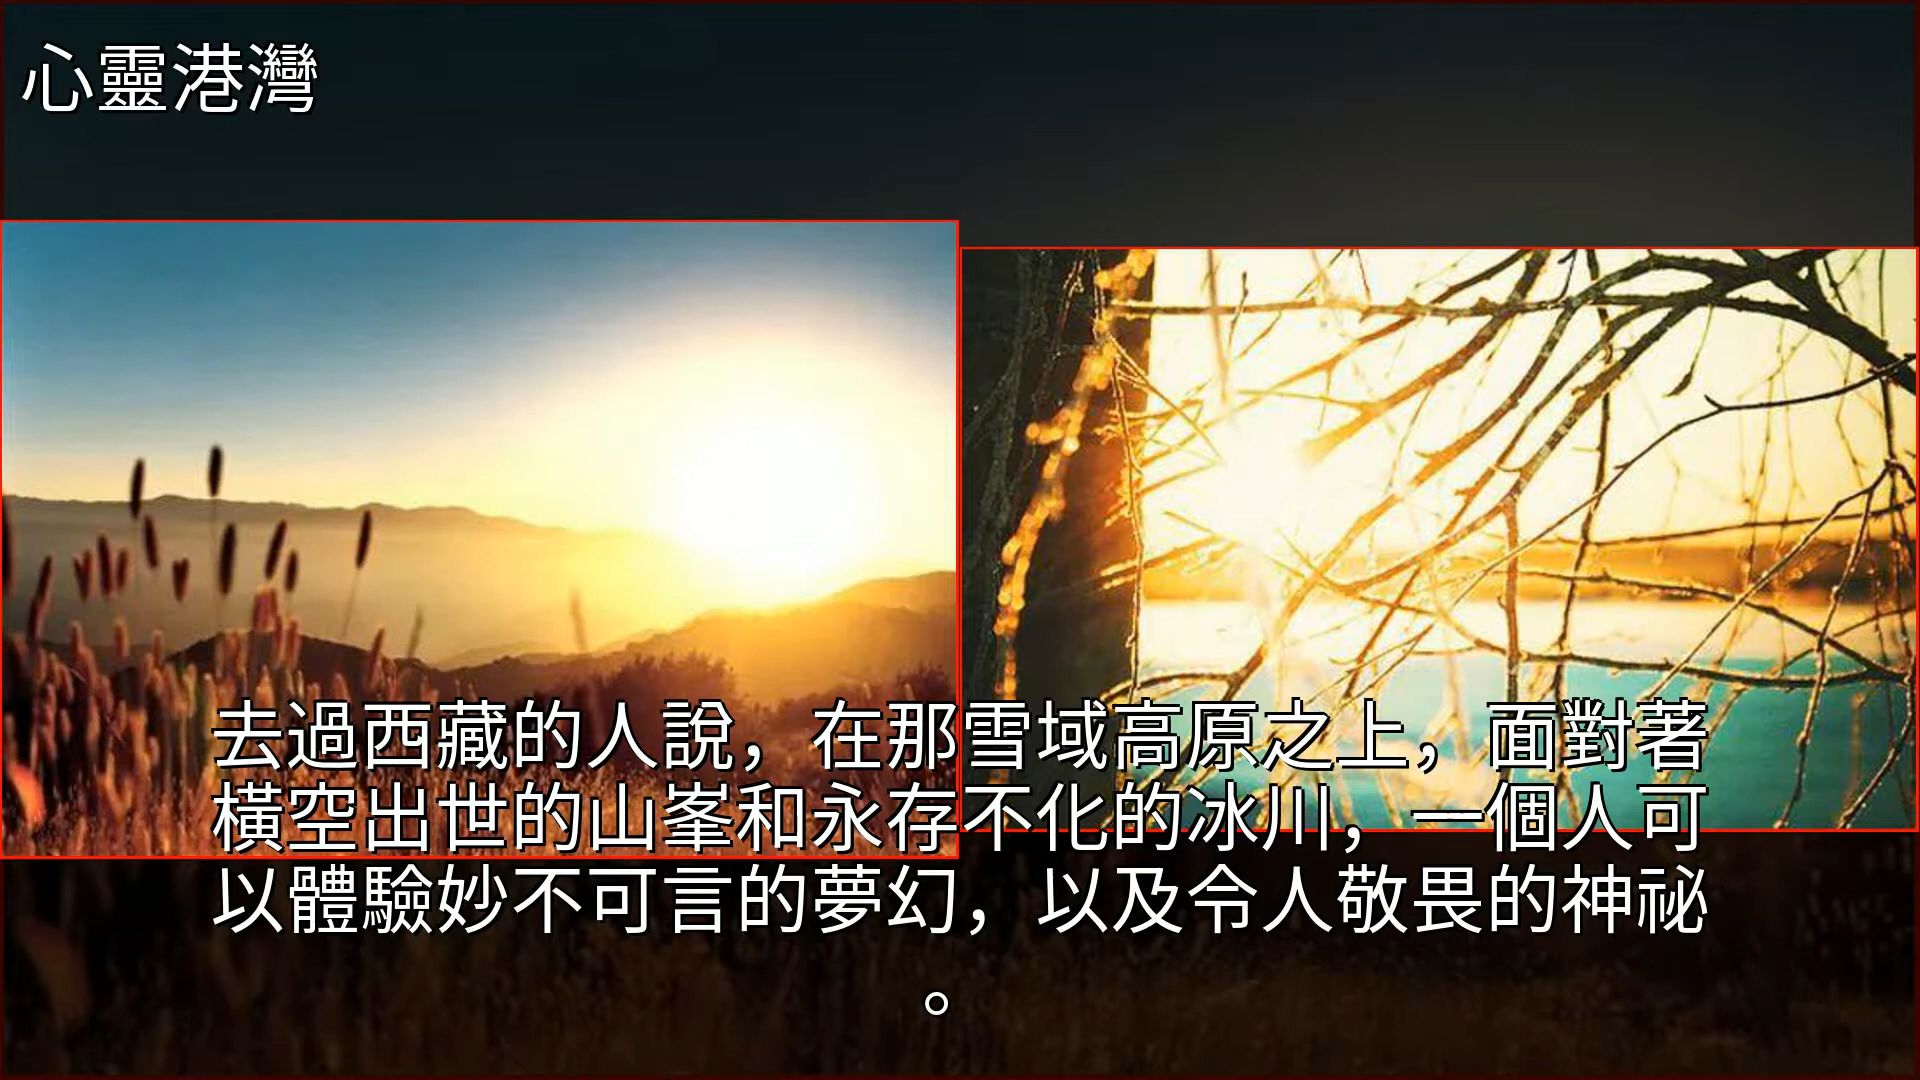 心靈港灣
去過西藏的人說，在那雪域高原之上，面對著
橫空出世的山峯和永存不化的冰川，一個人可
以體驗妙不可言的夢幻，以及令人敬畏的神祕
。